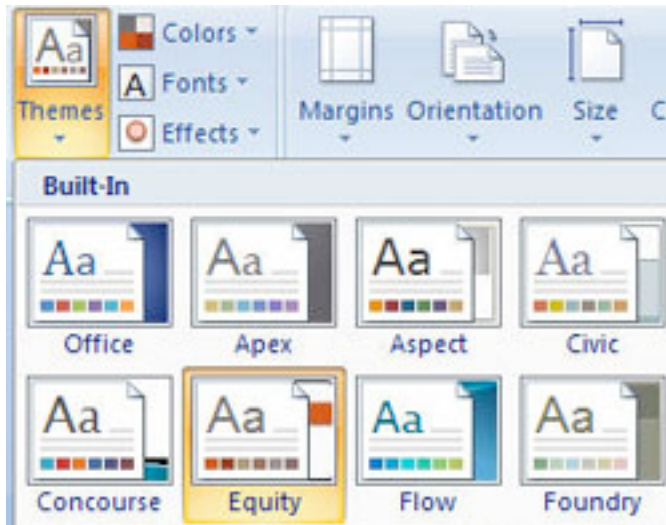 Aa
Colors
A Fonts
Effects
Themes
Margins Orientation Size
Built-In
Aa Aa Aa Aa
Office Apex Aspect Civic
Aa Aa Aa Aa
Concourse Equity Flow Foundry